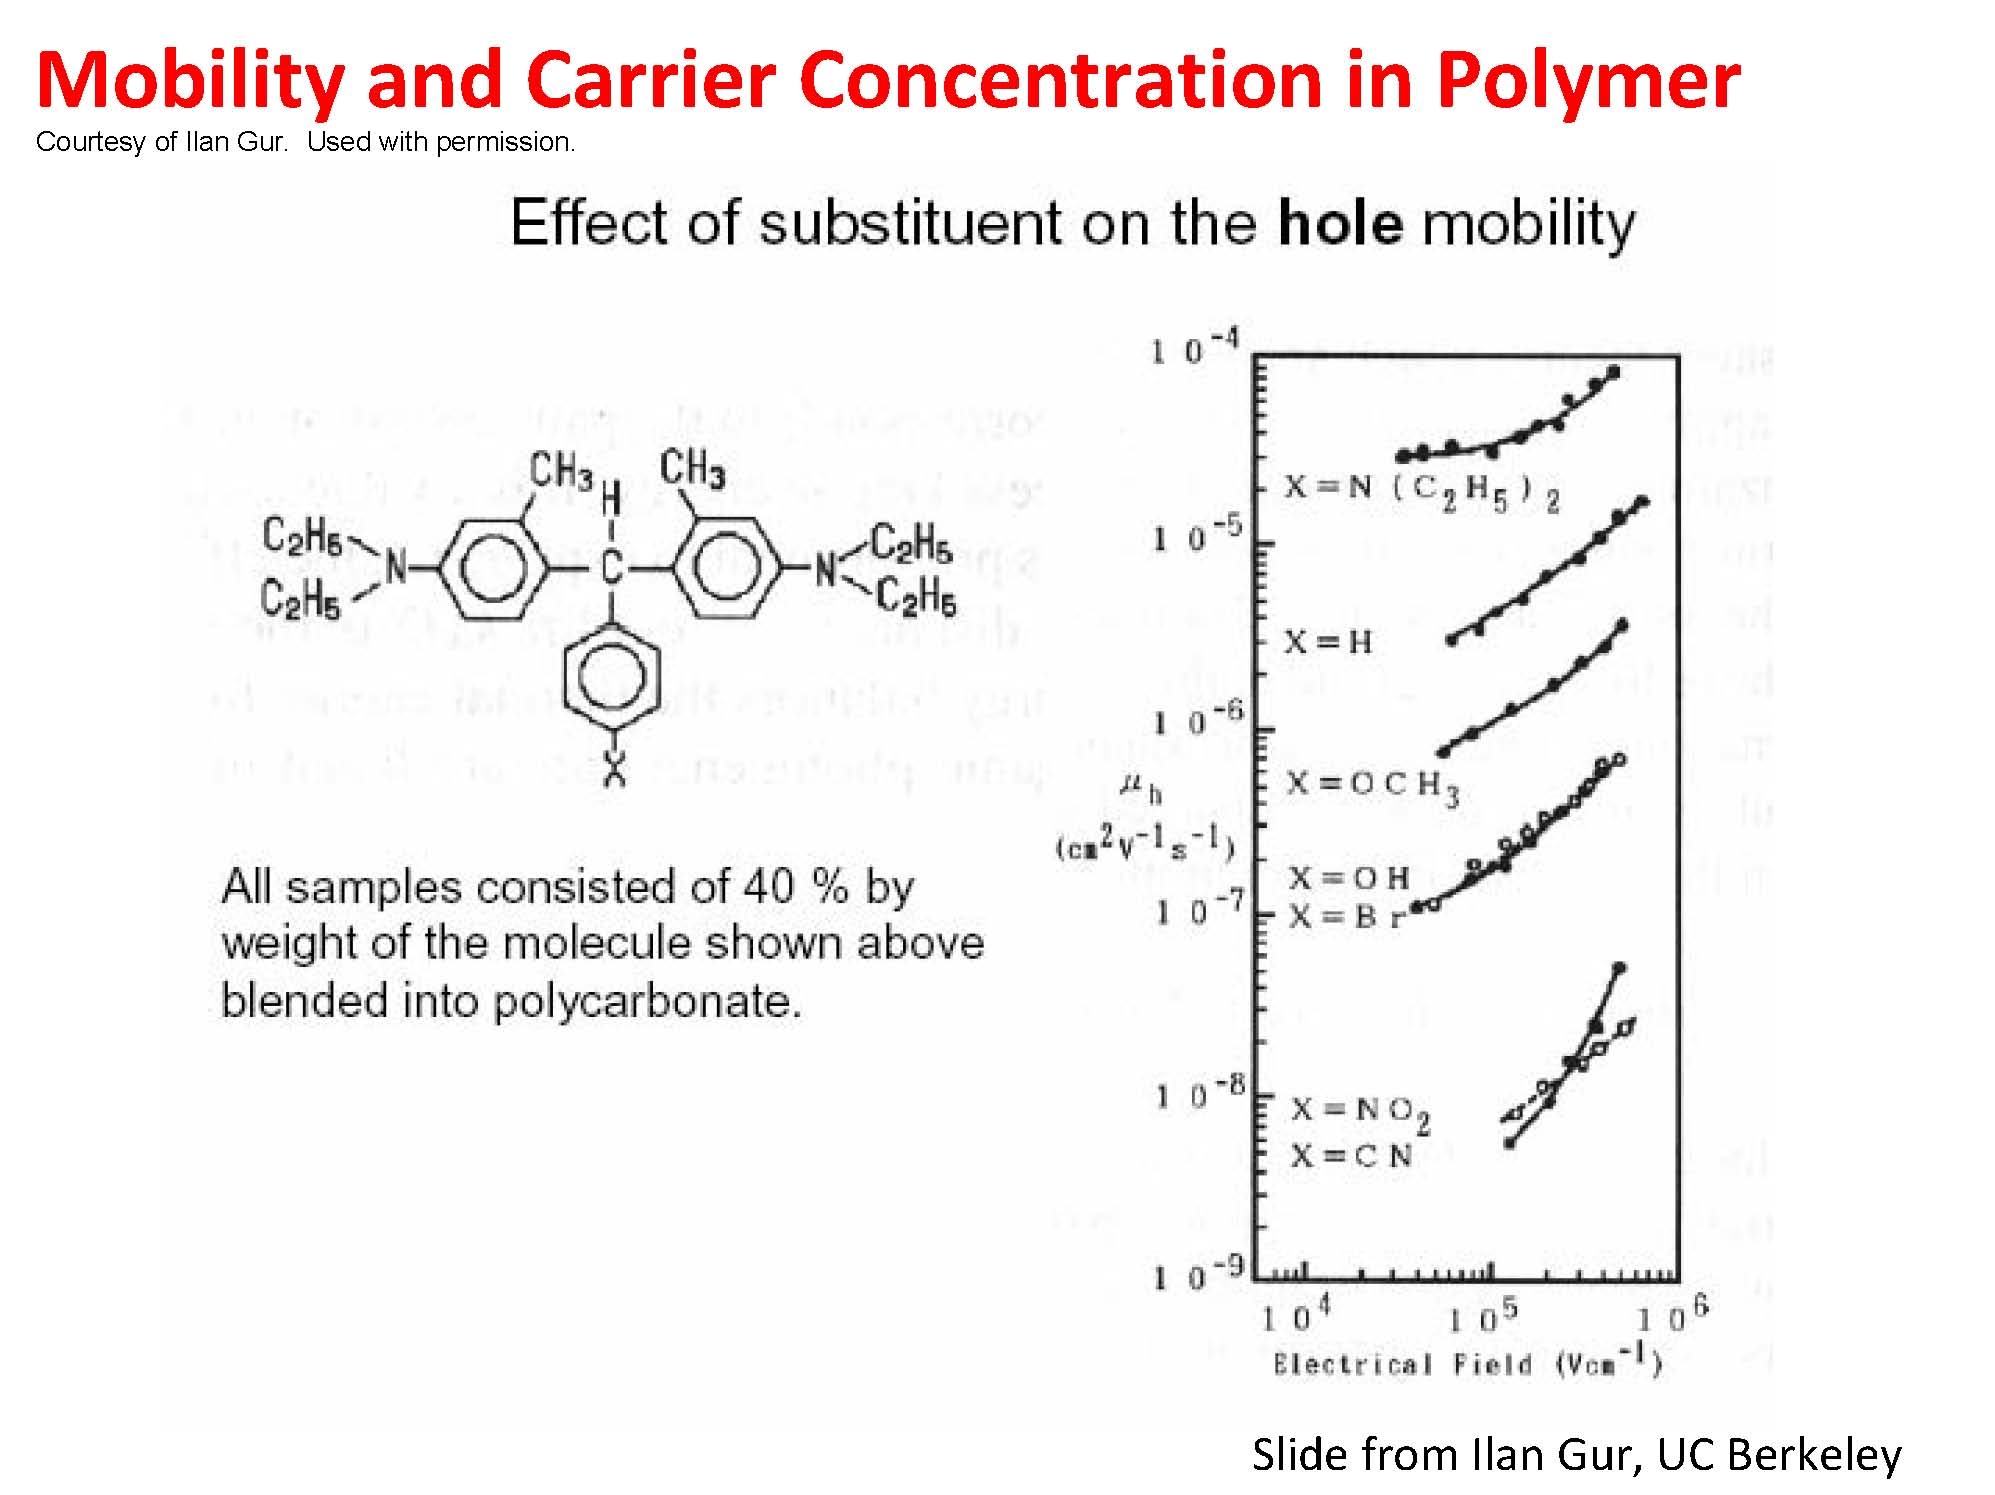 Mobility and Carrier Concentration in Polymer
Courtesy of Ilan Gur. Used with permission.
Effect of substituent on the hole mobility
CH₃ H CH₃
C₂H₅ C₂H₅
N C N
C₂H₅ C₂H₅
X
All samples consisted of 40 % by
weight of the molecule shown above
blended into polycarbonate.
10⁻⁴
X=N(C₂H₅)₂
10⁻⁵
X=H
10⁻⁶
X=OCH₃
μh
(cm²V⁻¹s⁻¹)
X=OH
10⁻⁷
X=Br
10⁻⁸
X=NO₂
X=CN
10⁻⁹
10⁴ 10⁵ 10⁶
Electrical Field (Vcm⁻¹)
Slide from Ilan Gur, UC Berkeley